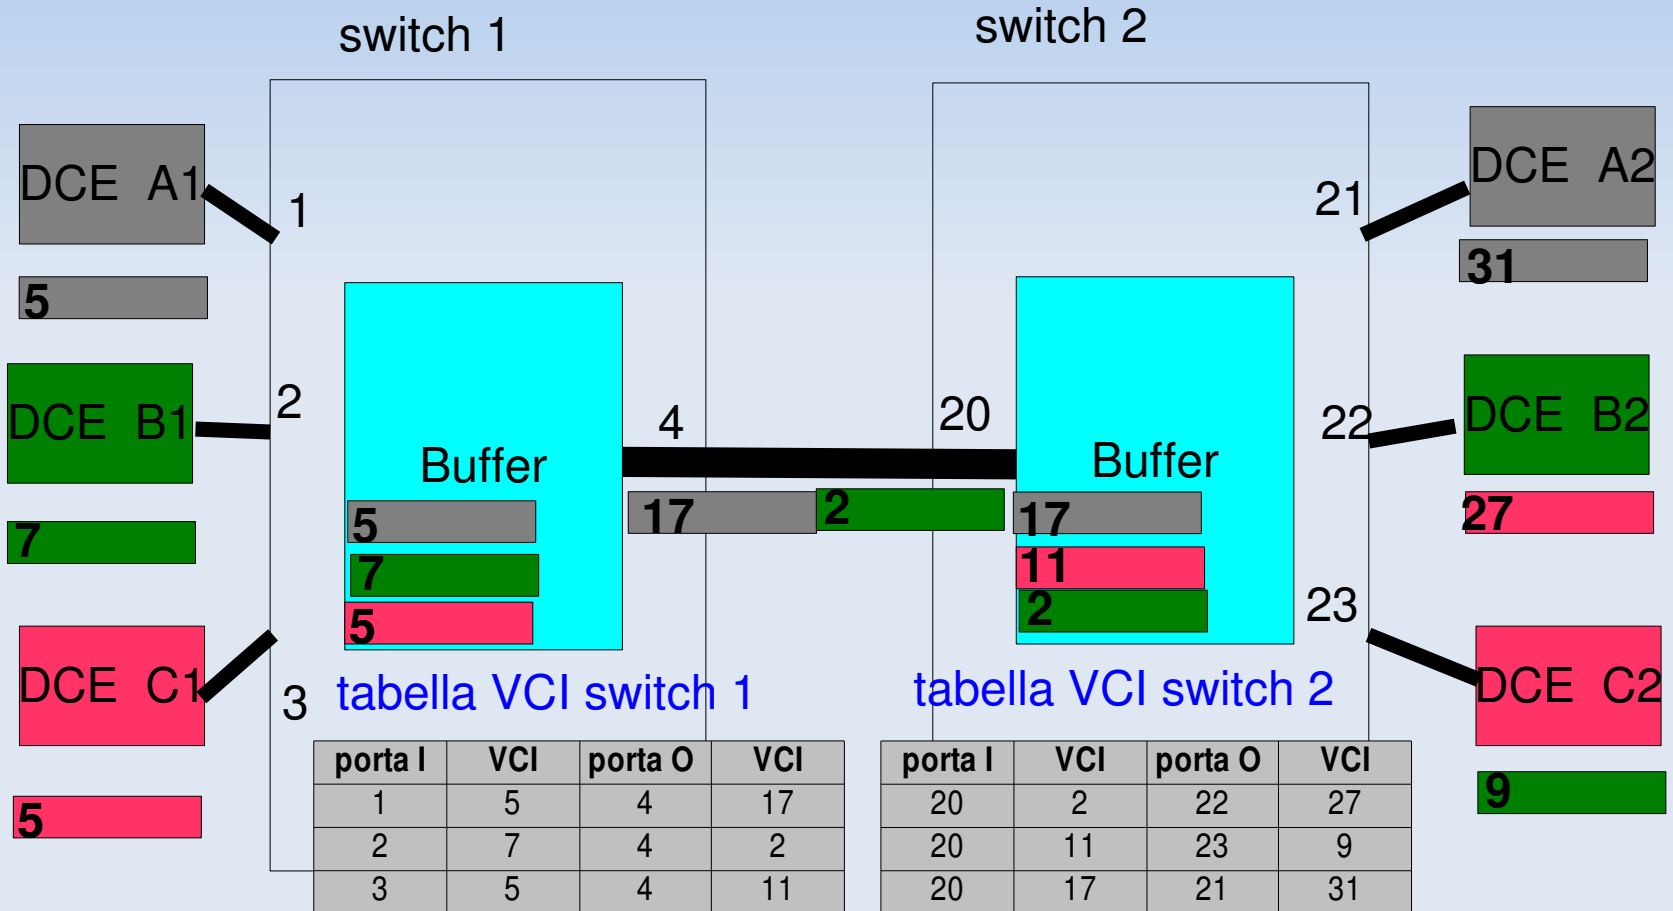 switch 1
switch 2
DCE A1
1
5
DCE B1
2
7
DCE C1
3
5
Buffer
5
7
5
4
17
2
20
Buffer
17
11
2
21
DCE A2
31
22
DCE B2
27
23
DCE C2
9
tabella VCI switch 1
porta I VCI porta O VCI
1 5 4 17
2 7 4 2
3 5 4 11
tabella VCI switch 2
porta I VCI porta O VCI
20 2 22 27
20 11 23 9
20 17 21 31